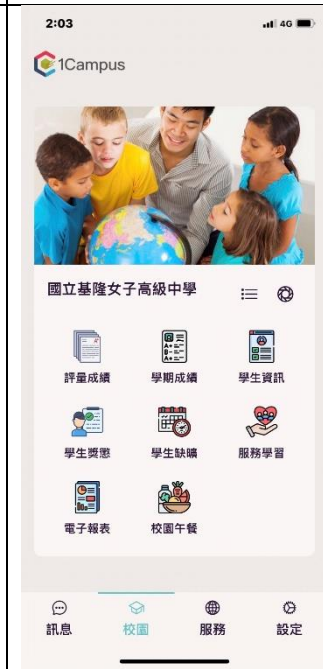 2:03
4G
1Campus
國立基隆女子高級中學
評量成績 學期成績 學生資訊
學生獎懲 學生缺曠 服務學習
電子報表 校園午餐
訊息 校園 服務 設定